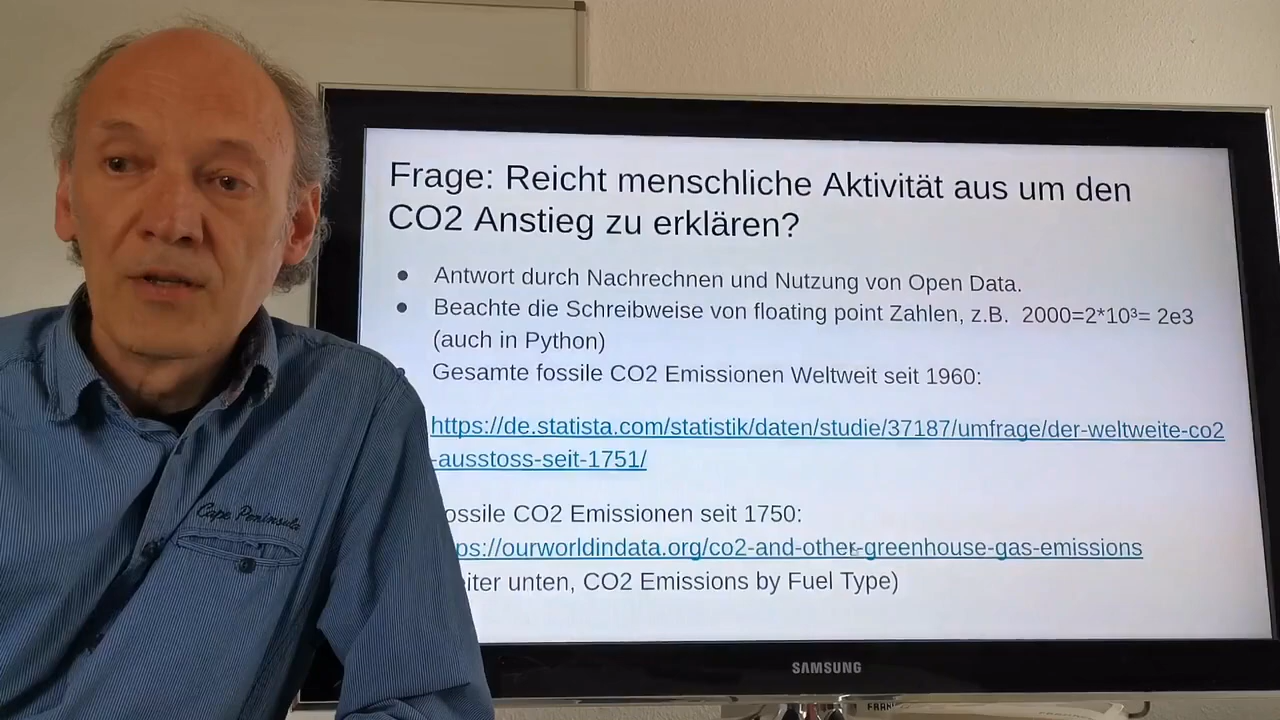 Frage: Reicht menschliche Aktivität aus um den
CO2 Anstieg zu erklären?
● Antwort durch Nachrechnen und Nutzung von Open Data.
● Beachte die Schreibweise von floating point Zahlen, z.B. 2000=2*10³= 2e3
(auch in Python)
Gesamte fossile CO2 Emissionen Weltweit seit 1960:
https://de.statista.com/statistik/daten/studie/37187/umfrage/der-weltweite-co2
-ausstoss-seit-1751/
ossile CO2 Emissionen seit 1750:
ps://ourworldindata.org/co2-and-other-greenhouse-gas-emissions
eiter unten, CO2 Emissions by Fuel Type)
Cape Peninsula
SAMSUNG